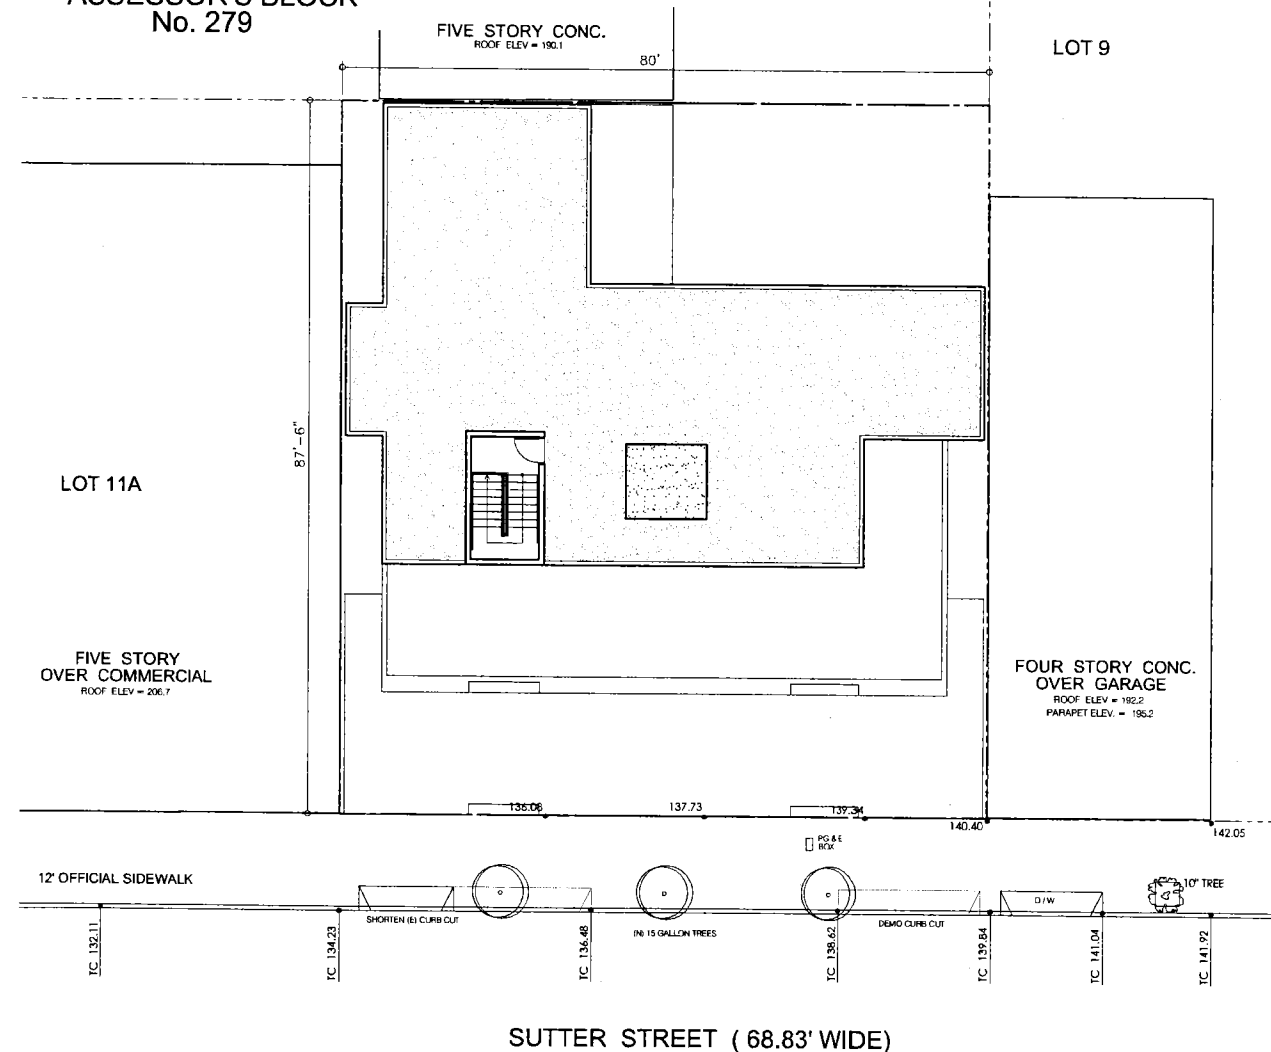 ASSESSOR'S BLOCK
No. 279
FIVE STORY CONC.
ROOF ELEV = 190.1
80'
LOT 9
87'-6"
LOT 11A
FIVE STORY
OVER COMMERCIAL
ROOF ELEV = 206.7
FOUR STORY CONC.
OVER GARAGE
ROOF ELEV = 192.2
PARAPET ELEV. = 195.2
136.08
137.73
139.34
140.40
142.05
PG & E
BOX
12' OFFICIAL SIDEWALK
10" TREE
D/W
SHORTEN (E) CURB CUT
(N) 15 GALLON TREES
DEMO CURB CUT
TC 132.11
TC 134.23
TC 136.48
TC 138.62
TC 139.84
TC 141.04
TC 141.92
SUTTER STREET ( 68.83' WIDE)